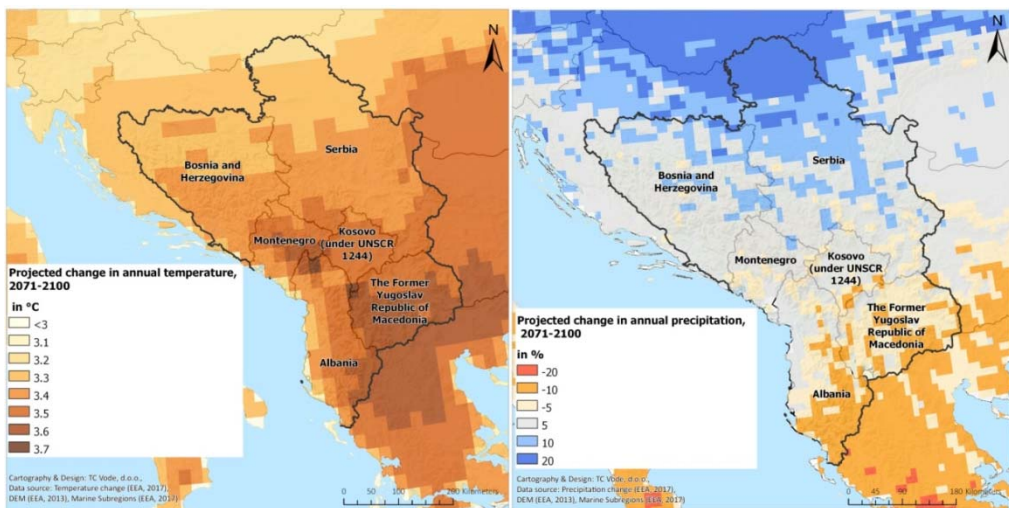 N
Bosnia and
Herzegovina
Serbia
Montenegro
Kosovo
(under UNSCR
1244)
The Former
Yugoslav
Republic of
Macedonia
Albania
Projected change in annual temperature,
2071-2100
in °C
<3
3.1
3.2
3.3
3.4
3.5
3.6
3.7
Cartography & Design: TC Vode, d.o.o.,
Data source: Temperature change (EEA, 2017),
DEM (EEA, 2013), Marine Subregions (EEA, 2017)
0 50 100 200 Kilometers
N
Bosnia and
Herzegovina
Serbia
Montenegro
Kosovo
(under UNSCR
1244)
The Former
Yugoslav
Republic of
Macedonia
Albania
Projected change in annual precipitation,
2071-2100
in %
-20
-10
-5
5
10
20
Cartography & Design: TC Vode, d.o.o.,
Data source: Precipitation change (EEA, 2017),
DEM (EEA, 2013), Marine Subregions (EEA, 2017)
0 45 90 180 Kilometers